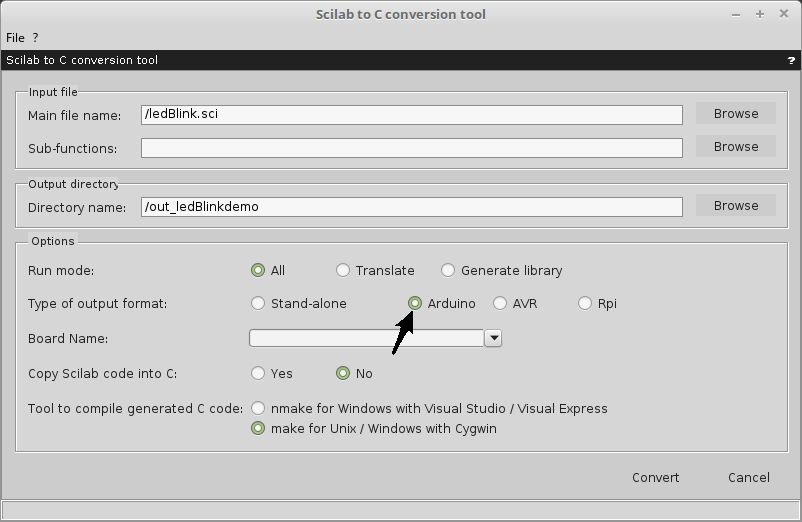 Scilab to C conversion tool
File ?
Scilab to C conversion tool ?
Input file
Main file name: /ledBlink.sci Browse
Sub-functions: Browse
Output directory
Directory name: /out_ledBlinkdemo Browse
Options
Run mode: All Translate Generate library
Type of output format: Stand-alone Arduino AVR Rpi
Board Name:
Copy Scilab code into C: Yes No
Tool to compile generated C code: nmake for Windows with Visual Studio / Visual Express
make for Unix / Windows with Cygwin
Convert Cancel